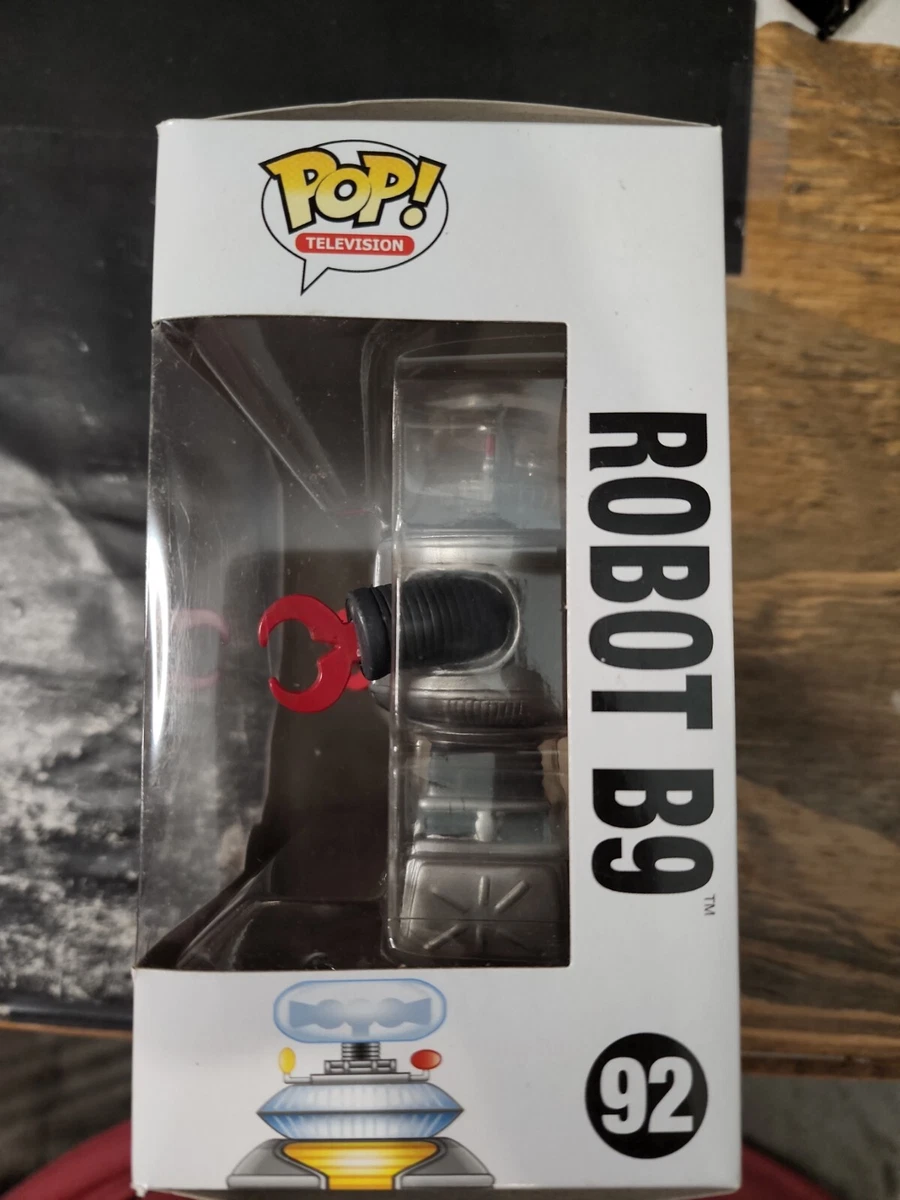 POP!
TELEVISION
ROBOT B9™
92